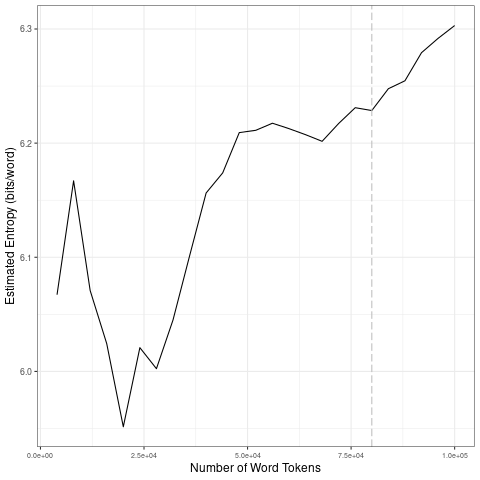 6.3
6.2
6.1
6.0
Estimated Entropy (bits/word)
0.0e+00 2.5e+04 5.0e+04 7.5e+04 1.0e+05
Number of Word Tokens